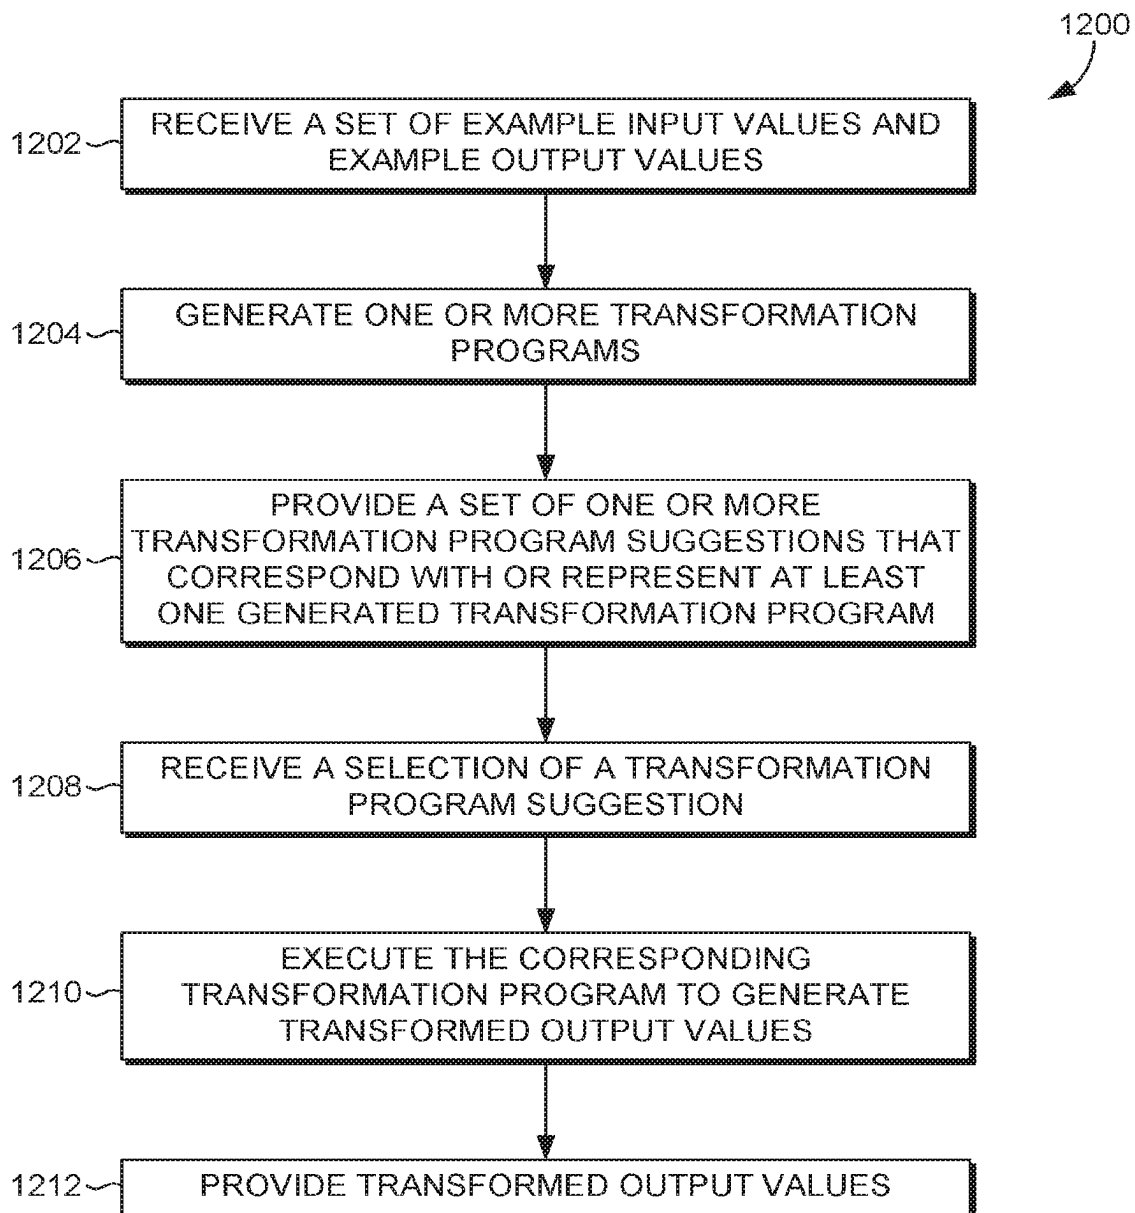 1200
1202
RECEIVE A SET OF EXAMPLE INPUT VALUES AND
EXAMPLE OUTPUT VALUES
1204
GENERATE ONE OR MORE TRANSFORMATION
PROGRAMS
1206
PROVIDE A SET OF ONE OR MORE
TRANSFORMATION PROGRAM SUGGESTIONS THAT
CORRESPOND WITH OR REPRESENT AT LEAST
ONE GENERATED TRANSFORMATION PROGRAM
1208
RECEIVE A SELECTION OF A TRANSFORMATION
PROGRAM SUGGESTION
1210
EXECUTE THE CORRESPONDING
TRANSFORMATION PROGRAM TO GENERATE
TRANSFORMED OUTPUT VALUES
1212
PROVIDE TRANSFORMED OUTPUT VALUES